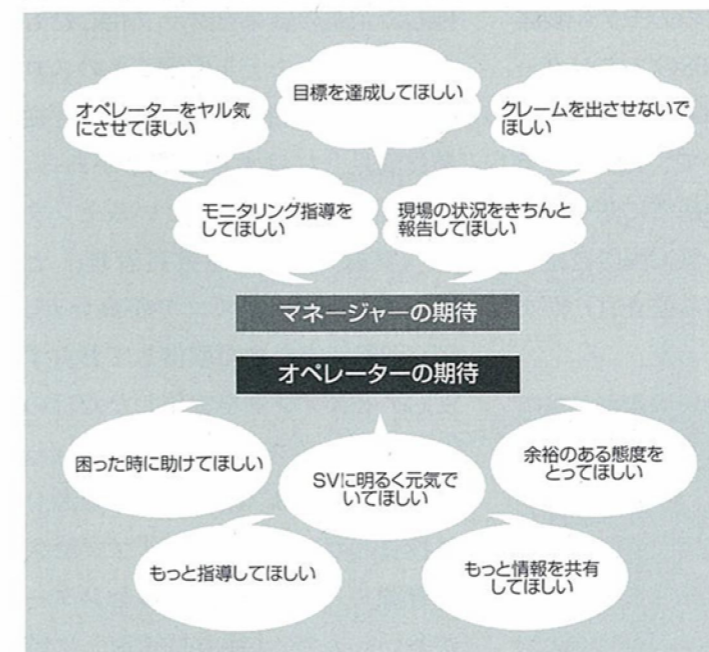 目標を達成してほしい
オペレーターをヤル気
にさせてほしい
クレームを出させないで
ほしい
モニタリング指導を
してほしい
現場の状況をきちんと
報告してほしい
マネージャーの期待
オペレーターの期待
困った時に助けてほしい
SVに明るく元気で
いてほしい
余裕のある態度を
とってほしい
もっと指導してほしい
もっと情報を共有
してほしい